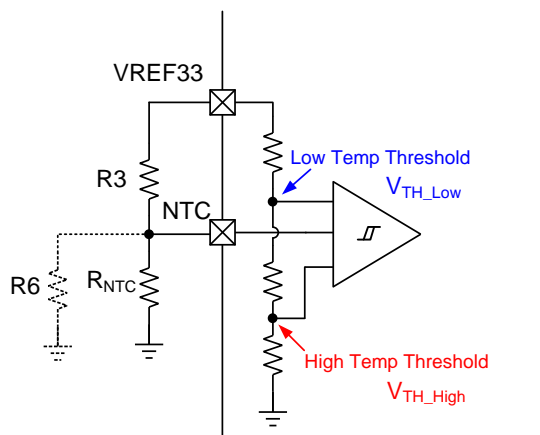 VREF33
Low Temp Threshold
R3
VTH_Low
NTC
R6
RNTC
High Temp Threshold
VTH_High